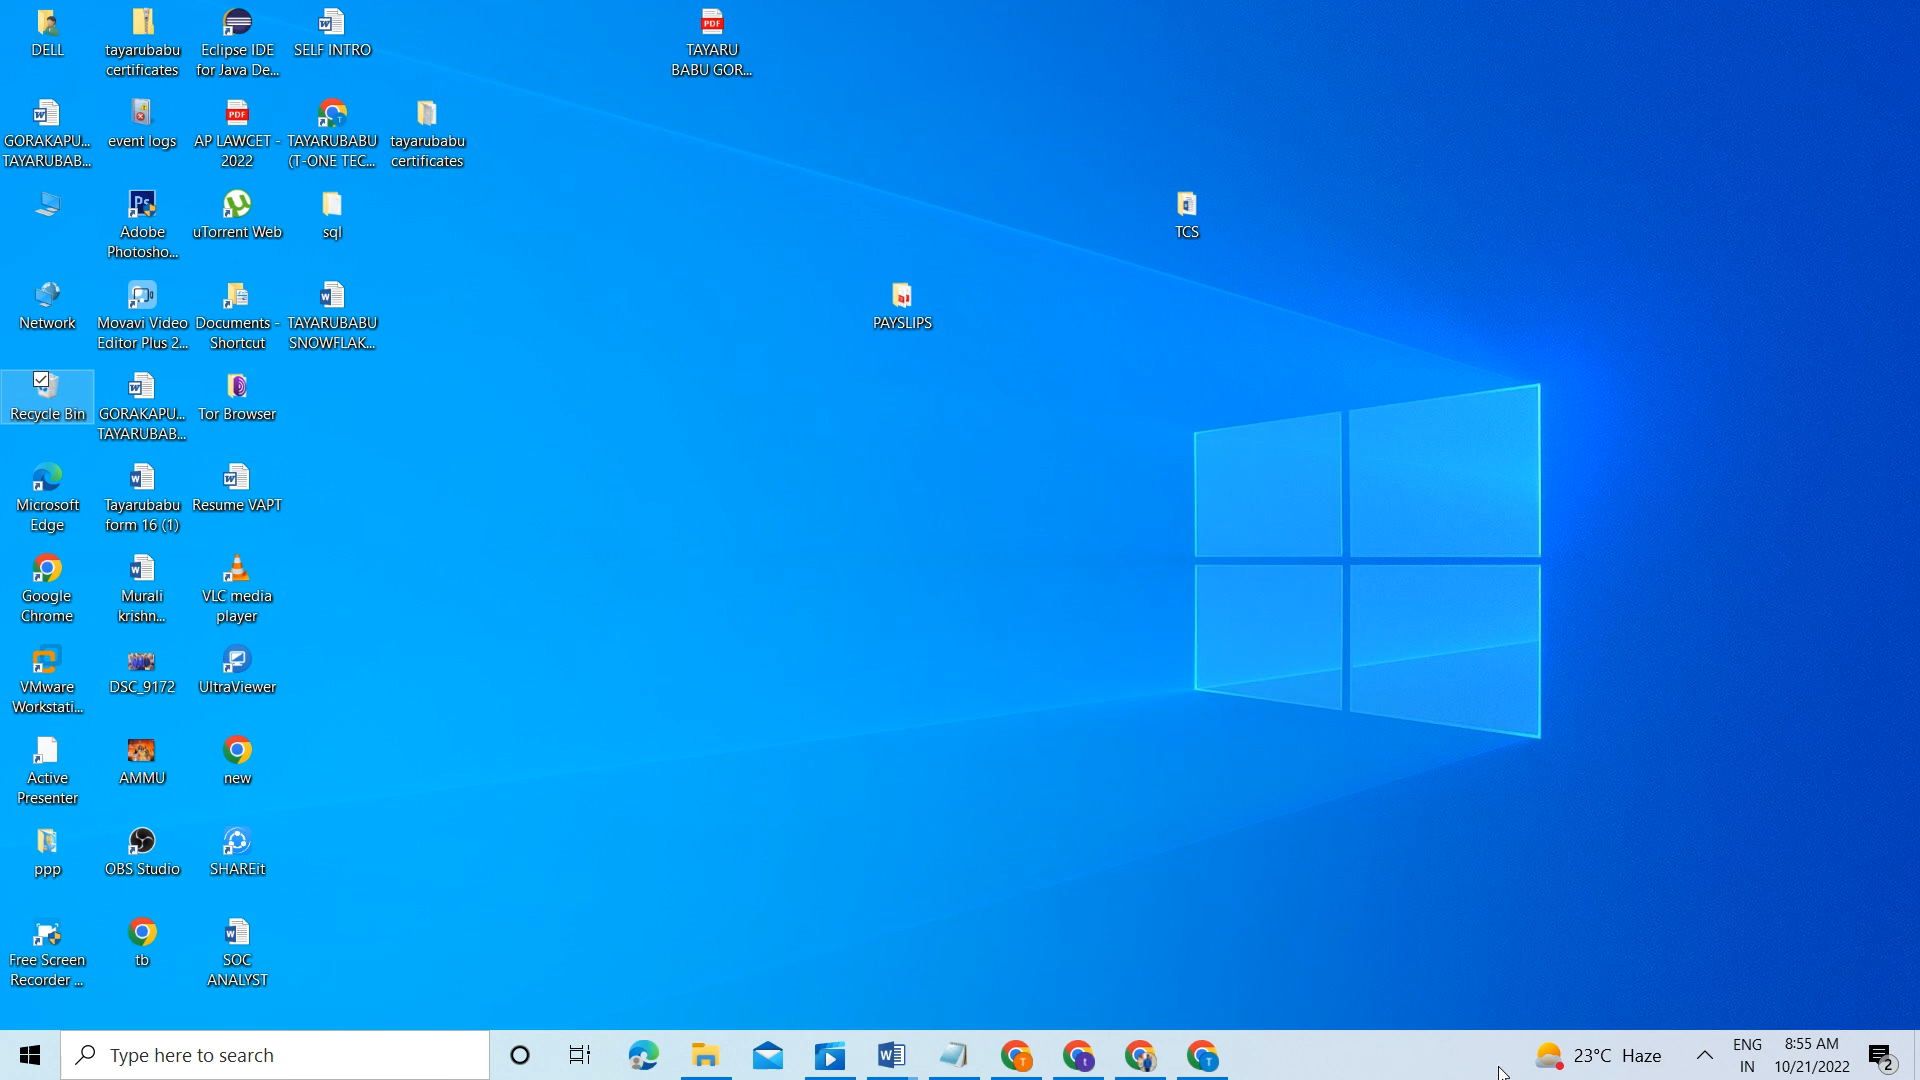 DELL
tayarubabu
certificates
Eclipse IDE
for Java De...
SELF INTRO
PDF
TAYARU
BABU GOR...
GORAKAPU...
TAYARUBAB...
event logs
PDF
AP LAWCET -
2022
TAYARUBABU
(T-ONE TEC...
tayarubabu
certificates
Ps
Adobe
Photosho...
uTorrent Web
sql
TCS
Network
Movavi Video
Editor Plus 2...
Documents -
Shortcut
TAYARUBABU
SNOWFLAK...
PAYSLIPS
Recycle Bin
GORAKAPU...
TAYARUBAB...
Tor Browser
Microsoft
Edge
Tayarubabu
form 16 (1)
Resume VAPT
Google
Chrome
Murali
krishn...
VLC media
player
VMware
Workstati...
DSC_9172
UltraViewer
Active
Presenter
AMMU
new
ppp
OBS Studio
SHAREit
Free Screen
Recorder ...
tb
SOC
ANALYST
Type here to search
23°C Haze
ENG
IN
8:55 AM
10/21/2022
2